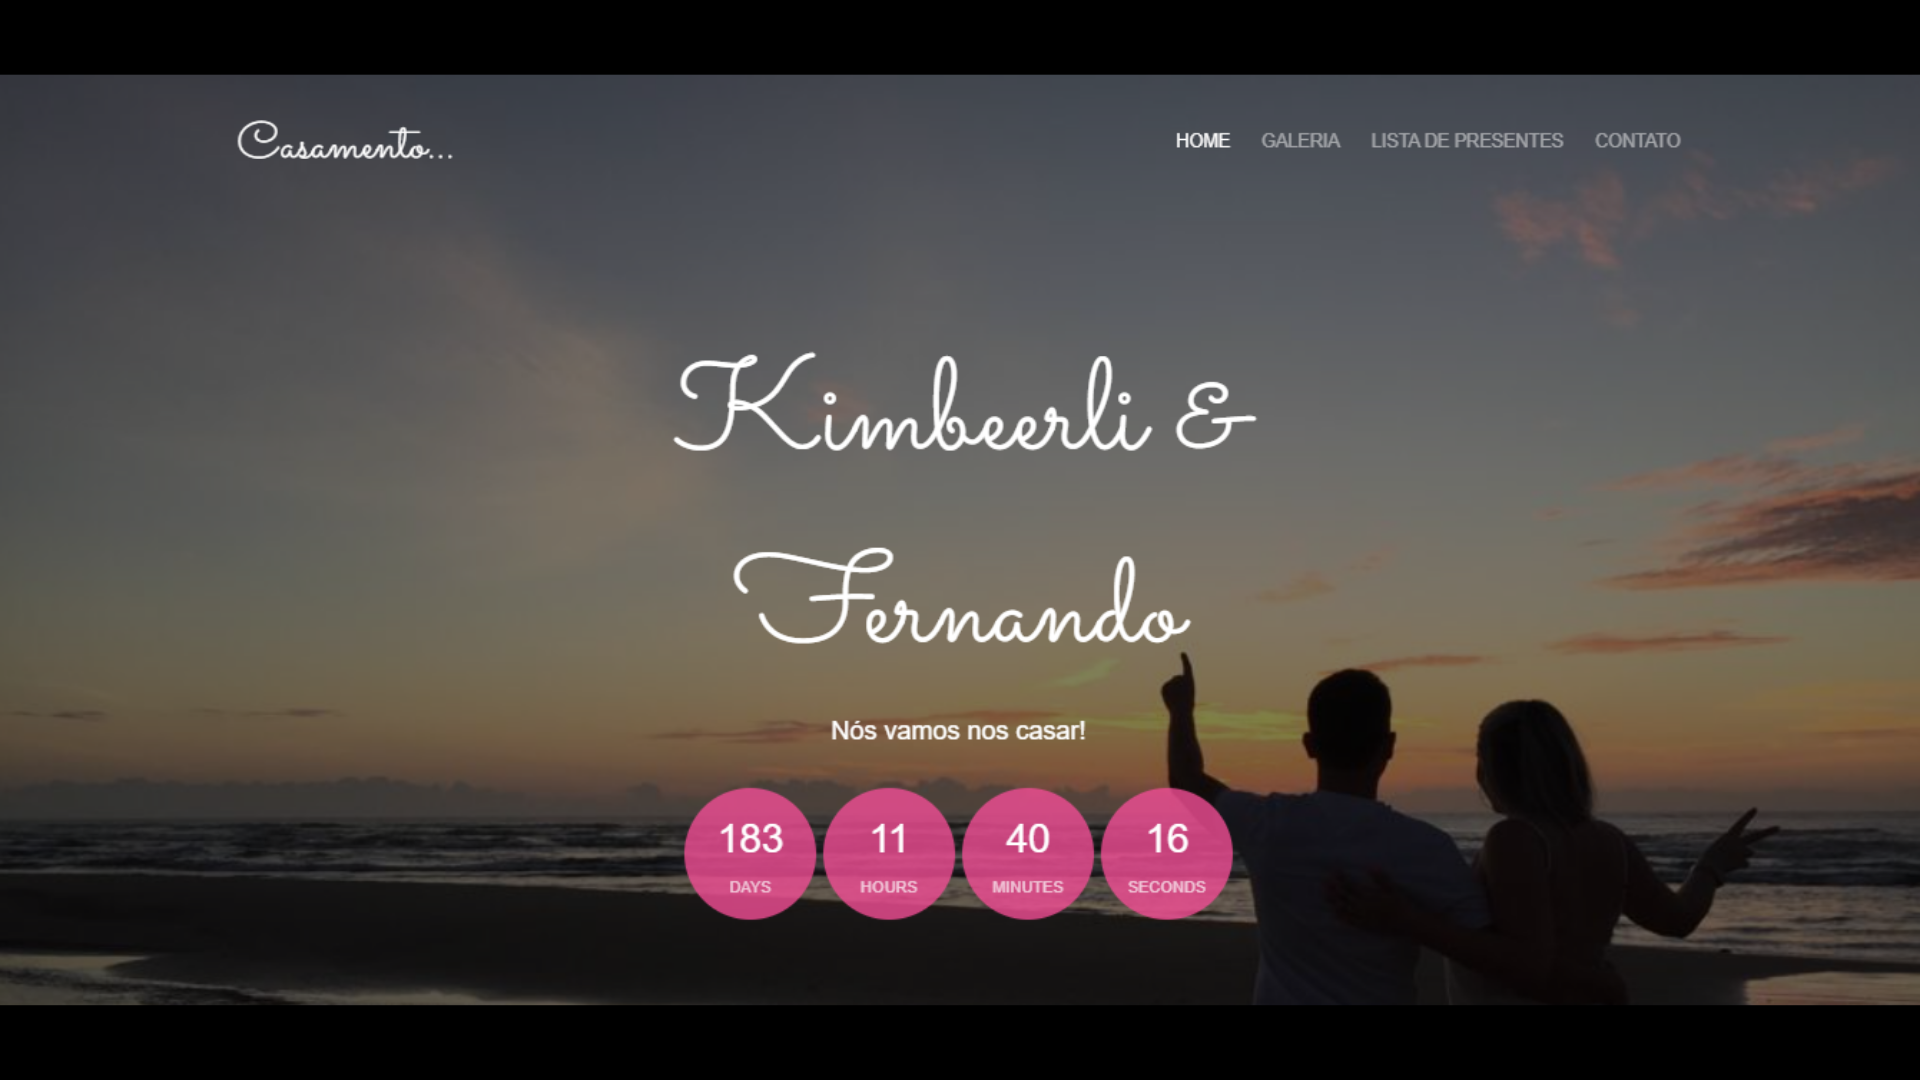 Casamento...
HOME GALERIA LISTA DE PRESENTES CONTATO
Kimbeerli &
Fernando
Nós vamos nos casar!
183 11 40 16
DAYS HOURS MINUTES SECONDS